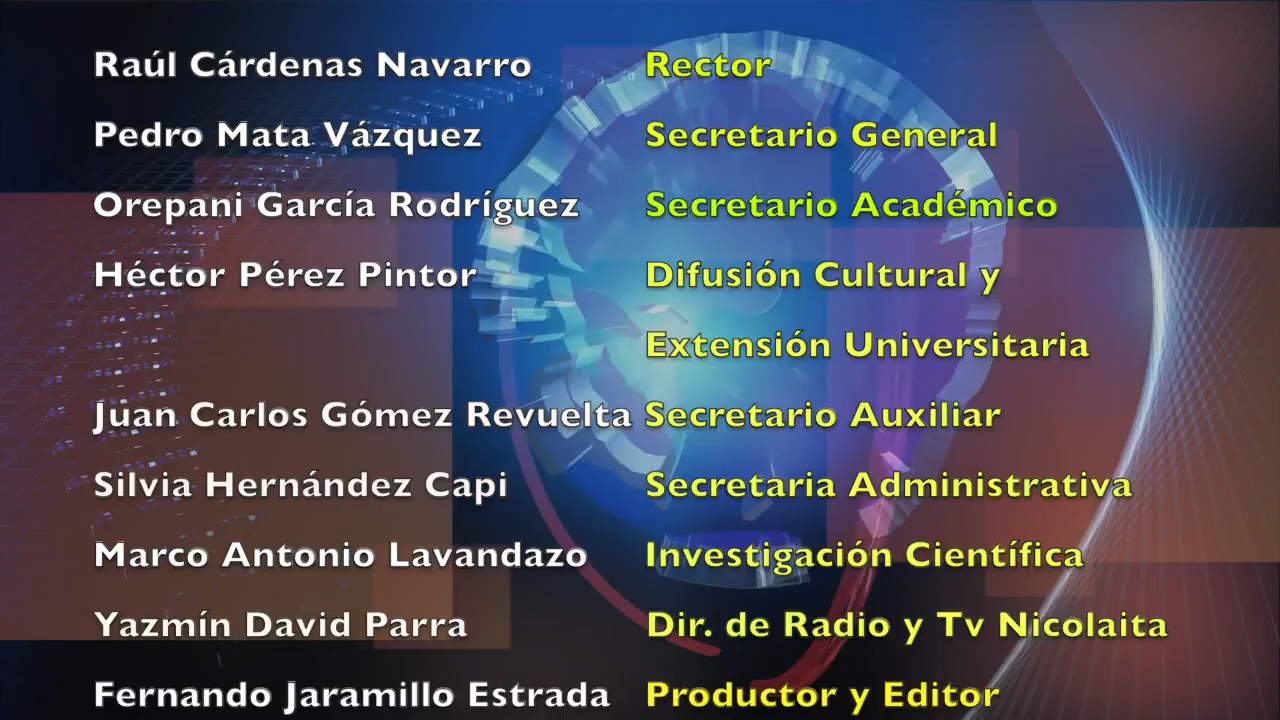 Raúl Cárdenas Navarro Rector
Pedro Mata Vázquez Secretario General
Orepani García Rodríguez Secretario Académico
Héctor Pérez Pintor Difusión Cultural y
Extensión Universitaria
Juan Carlos Gómez Revuelta Secretario Auxiliar
Silvia Hernández Capi Secretaria Administrativa
Marco Antonio Lavandazo Investigación Científica
Yazmín David Parra Dir. de Radio y Tv Nicolaita
Fernando Jaramillo Estrada Productor y Editor